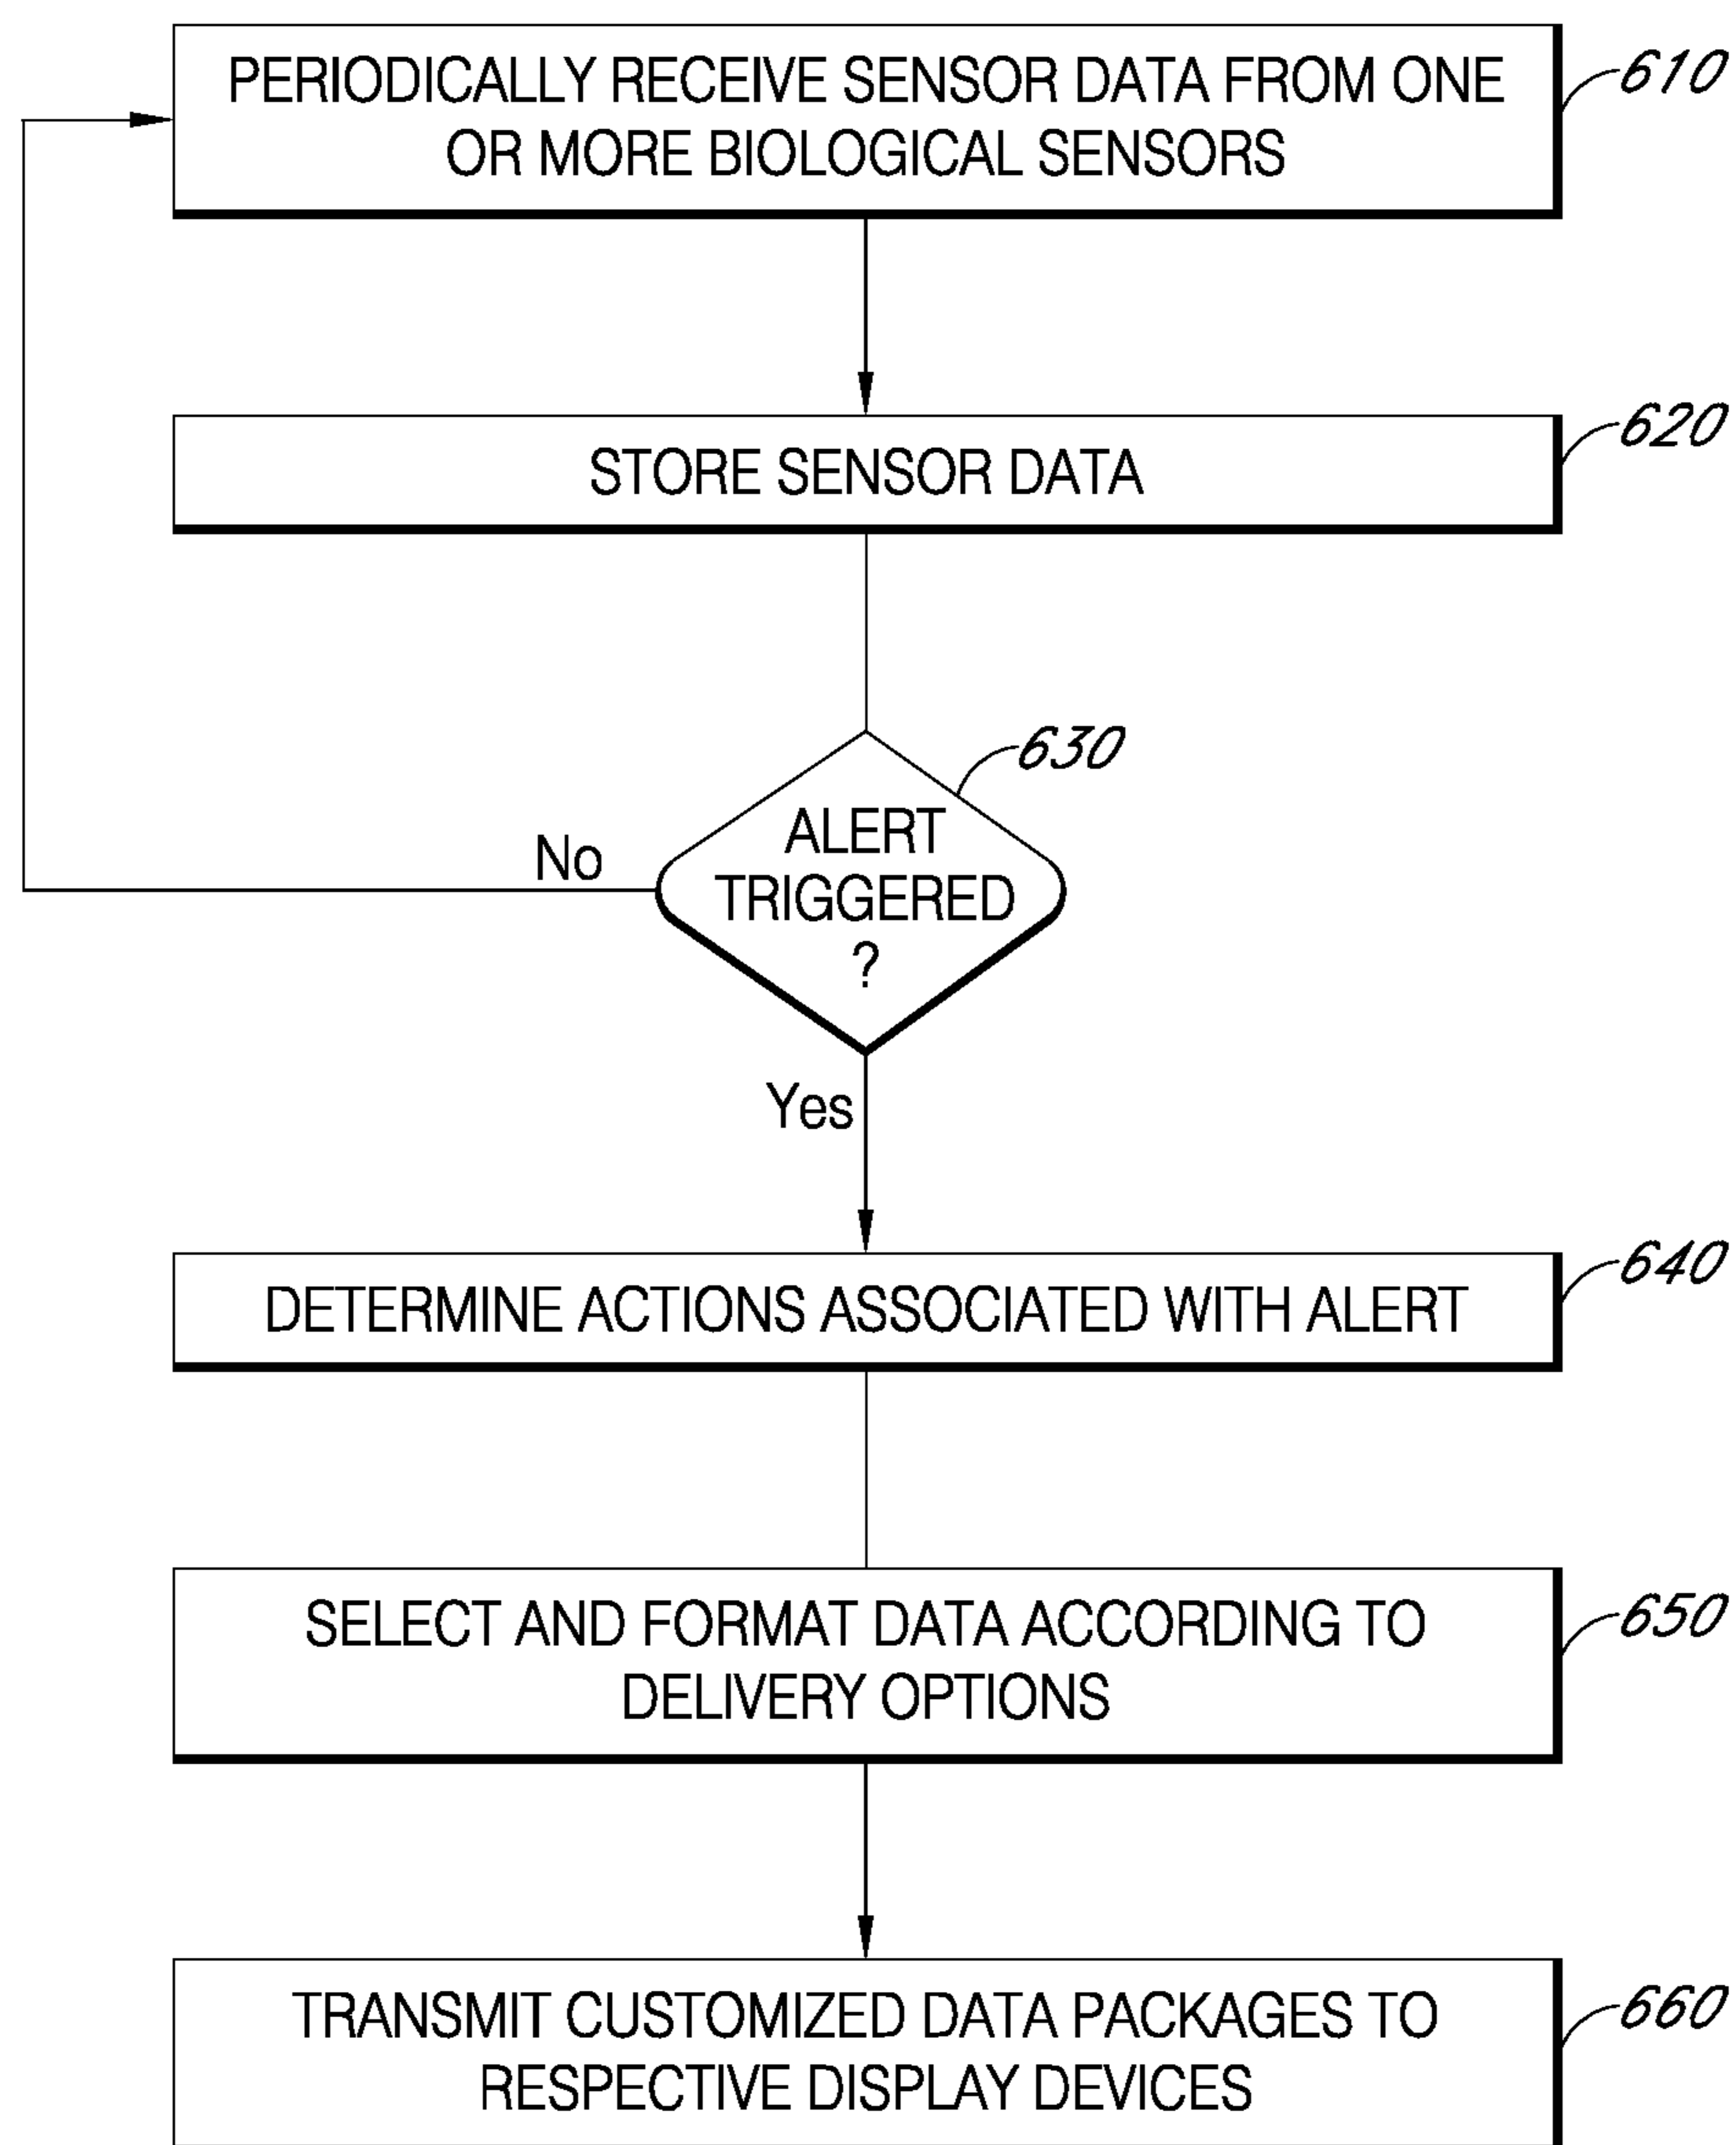 PERIODICALLY RECEIVE SENSOR DATA FROM ONE
OR MORE BIOLOGICAL SENSORS
610
STORE SENSOR DATA
620
630
ALERT
TRIGGERED
?
No
Yes
DETERMINE ACTIONS ASSOCIATED WITH ALERT
640
SELECT AND FORMAT DATA ACCORDING TO
DELIVERY OPTIONS
650
TRANSMIT CUSTOMIZED DATA PACKAGES TO
RESPECTIVE DISPLAY DEVICES
660